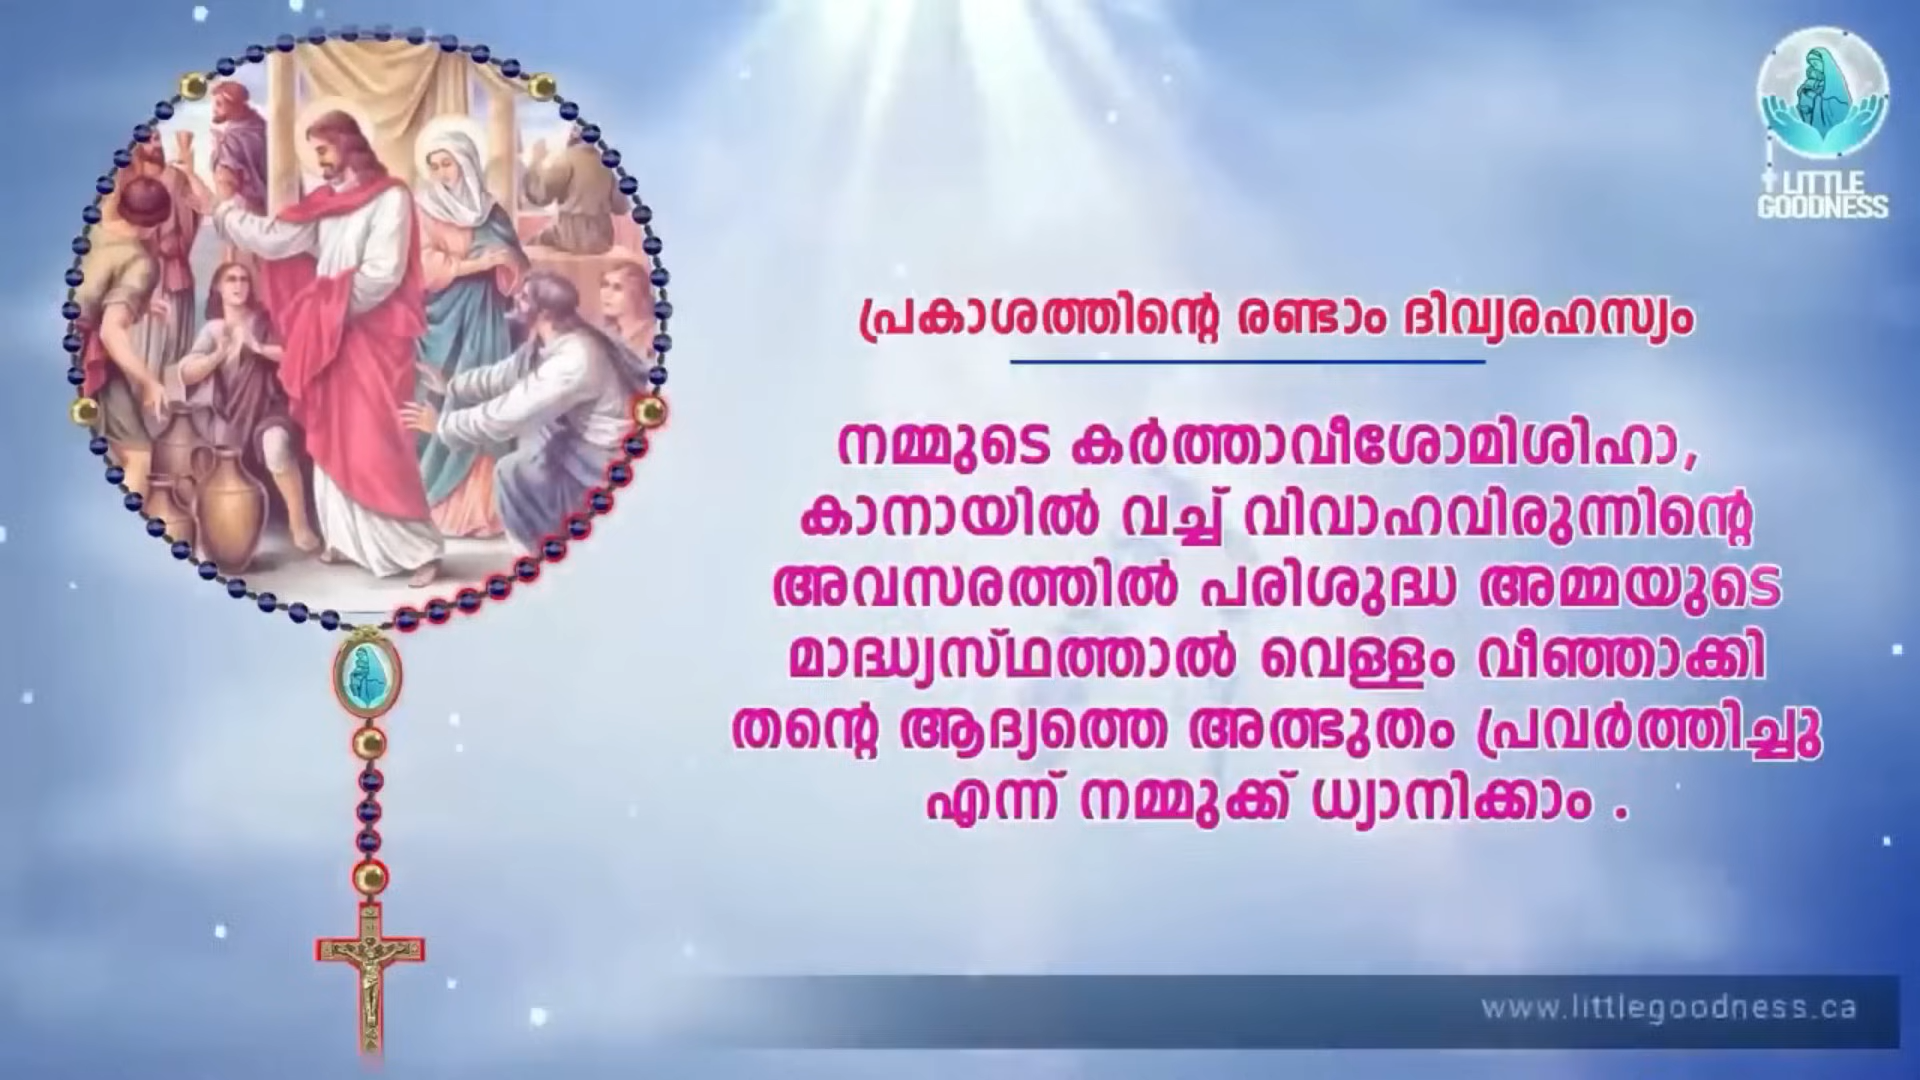 LITTLE
GOODNESS
പ്രകാശത്തിന്റെ രണ്ടാം ദിവ്യരഹസ്യം
നമ്മുടെ കർത്താവീശോമിശിഹാ,
കാനായിൽ വച്ച് വിവാഹവിരുന്നിന്റെ
അവസരത്തിൽ പരിശുദ്ധ അമ്മയുടെ
മാദ്ധ്യസ്ഥത്താൽ വെള്ളം വീഞ്ഞാക്കി
തന്റെ ആദ്യത്തെ അത്ഭുതം പ്രവർത്തിച്ചു
എന്ന് നമ്മുക്ക് ധ്യാനിക്കാം .
www.littlegoodness.ca